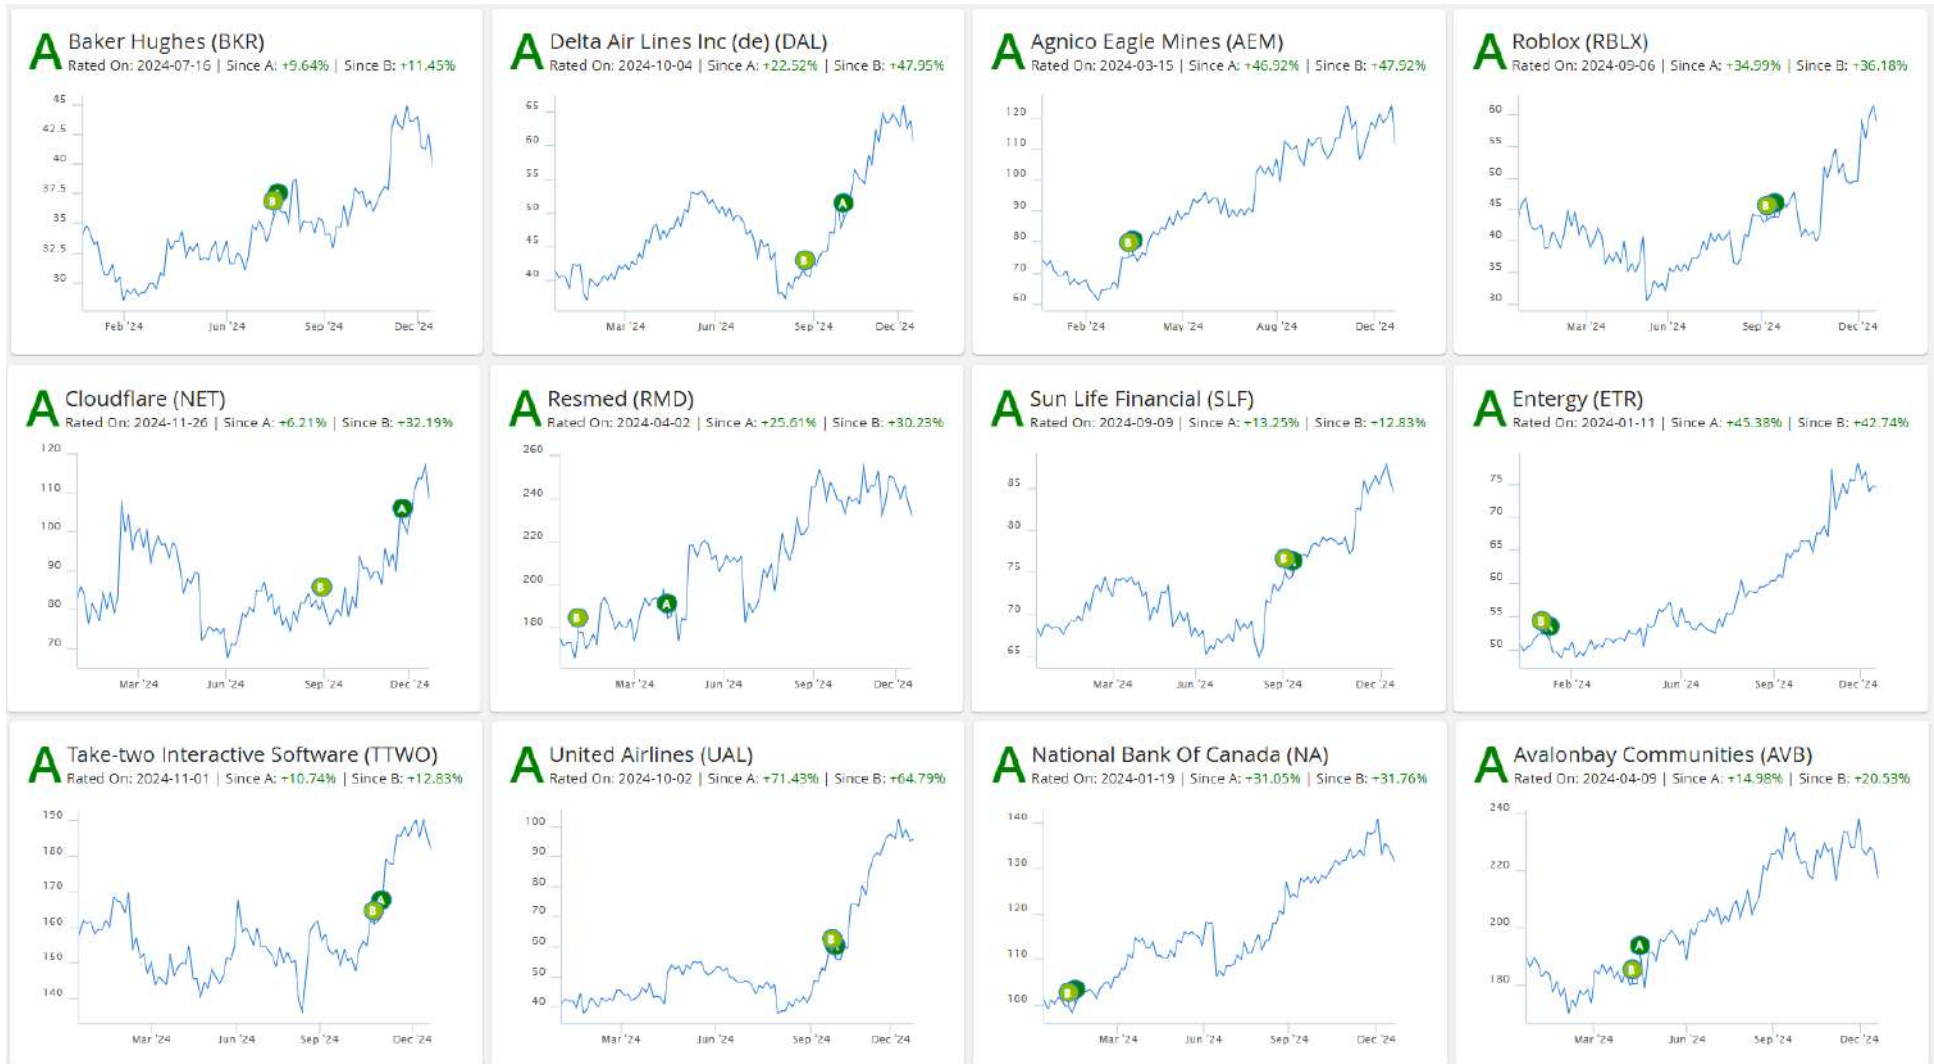 A Baker Hughes (BKR)
Rated On: 2024-07-16 | Since A: +9.64% | Since B: +11.45%
45
42.5
40
37.5
35
32.5
30
B
Feb '24 Jun '24 Sep '24 Dec '24
A Delta Air Lines Inc (de) (DAL)
Rated On: 2024-10-04 | Since A: +22.52% | Since B: +47.95%
65
60
55
50
45
40
A
B
Mar '24 Jun '24 Sep '24 Dec '24
A Agnico Eagle Mines (AEM)
Rated On: 2024-03-15 | Since A: +46.92% | Since B: +47.92%
120
110
100
90
80
70
60
B
Feb '24 May '24 Aug '24 Dec '24
A Roblox (RBLX)
Rated On: 2024-09-06 | Since A: +34.99% | Since B: +36.18%
60
55
50
45
40
35
30
B
Mar '24 Jun '24 Sep '24 Dec '24
A Cloudflare (NET)
Rated On: 2024-11-26 | Since A: +6.21% | Since B: +32.19%
120
110
100
90
80
70
A
B
Mar '24 Jun '24 Sep '24 Dec '24
A Resmed (RMD)
Rated On: 2024-04-02 | Since A: +25.61% | Since B: +30.23%
260
240
220
200
180
B
A
Mar '24 Jun '24 Sep '24 Dec '24
A Sun Life Financial (SLF)
Rated On: 2024-09-09 | Since A: +13.25% | Since B: +12.83%
85
80
75
70
65
B
Mar '24 Jun '24 Sep '24 Dec '24
A Entergy (ETR)
Rated On: 2024-01-11 | Since A: +45.38% | Since B: +42.74%
75
70
65
60
55
50
B
Feb '24 Jun '24 Sep '24 Dec '24
A Take-two Interactive Software (TTWO)
Rated On: 2024-11-01 | Since A: +10.74% | Since B: +12.83%
190
180
170
160
150
140
A
B
Mar '24 Jun '24 Sep '24 Dec '24
A United Airlines (UAL)
Rated On: 2024-10-02 | Since A: +71.43% | Since B: +64.79%
100
90
80
70
60
50
40
B
Mar '24 Jun '24 Sep '24 Dec '24
A National Bank Of Canada (NA)
Rated On: 2024-01-19 | Since A: +31.05% | Since B: +31.76%
140
130
120
110
100
B
Mar '24 Jun '24 Sep '24 Dec '24
A Avalonbay Communities (AVB)
Rated On: 2024-04-09 | Since A: +14.98% | Since B: +20.53%
240
220
200
180
A
B
Mar '24 Jun '24 Sep '24 Dec '24